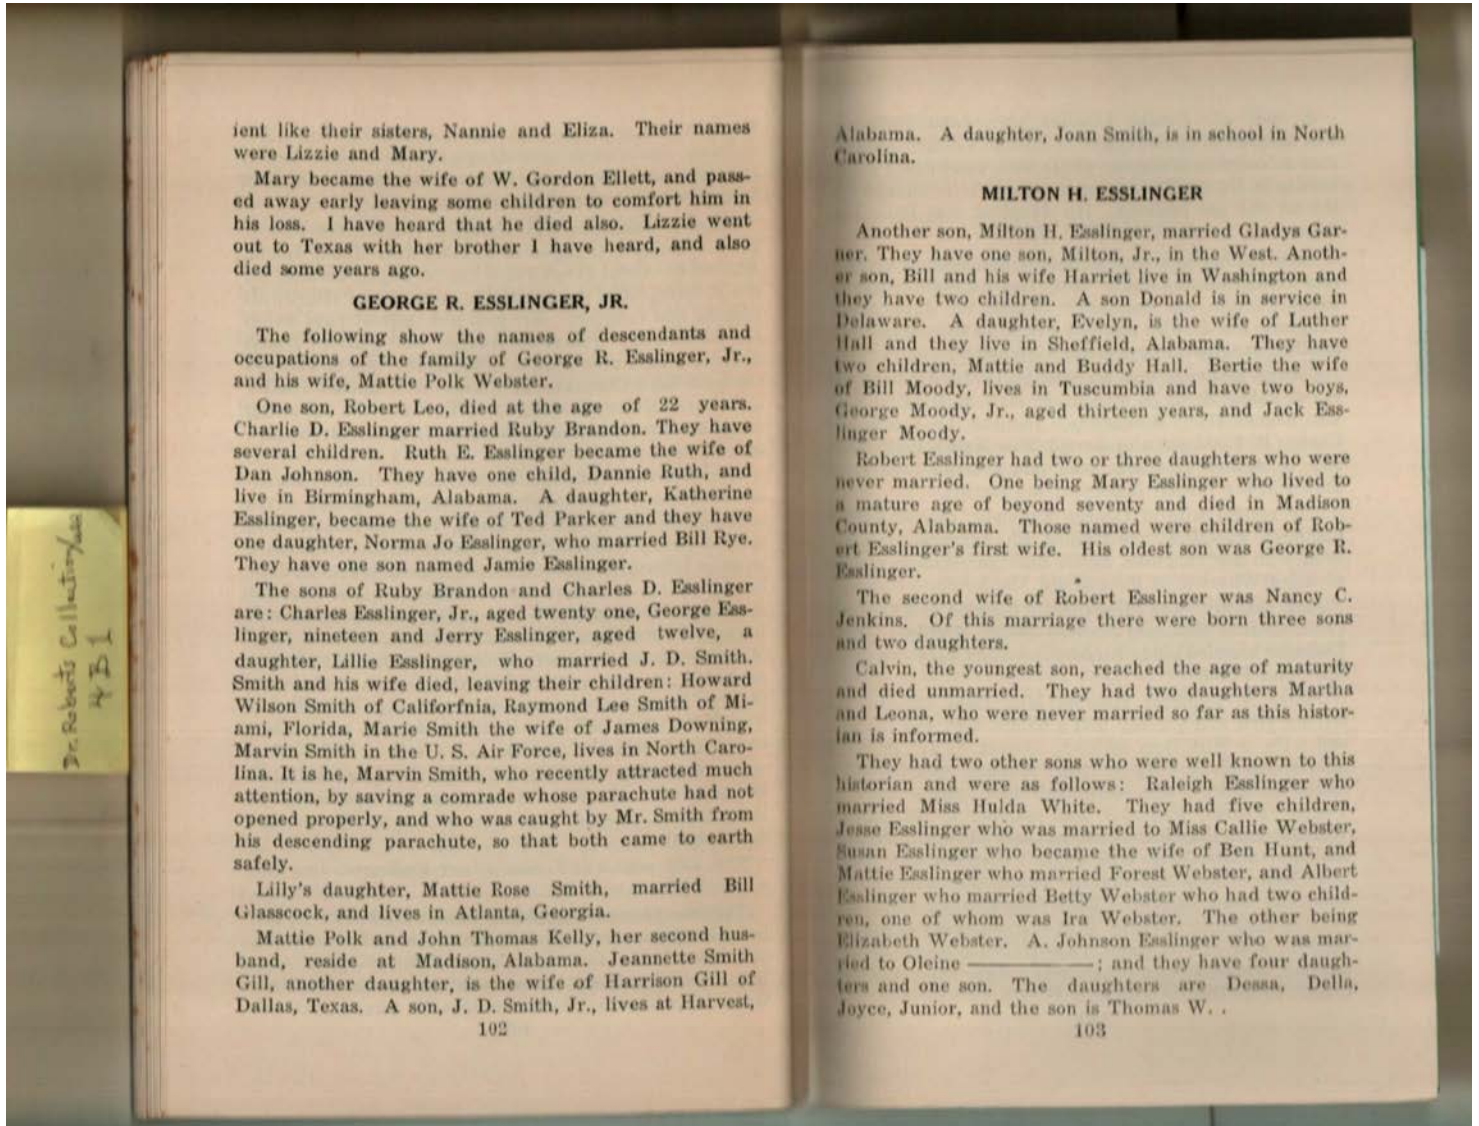 ient like their sisters, Nannie and Eliza. Their names
were Lizzie and Mary.
Mary became the wife of W. Gordon Ellett, and pass-
ed away early leaving some children to comfort him in
his loss. I have heard that he died also. Lizzie went
out to Texas with her brother I have heard, and also
died some years ago.
GEORGE R. ESSLINGER, JR.
The following show the names of descendants and
occupations of the family of George R. Esslinger, Jr.,
and his wife, Mattie Polk Webster.
One son, Robert Leo, died at the age of 22 years.
Charlie D. Esslinger married Ruby Brandon. They have
several children. Ruth E. Esslinger became the wife of
Dan Johnson. They have one child, Dannie Ruth, and
live in Birmingham, Alabama. A daughter, Katherine
Esslinger, became the wife of Ted Parker and they have
one daughter, Norma Jo Esslinger, who married Bill Rye.
They have one son named Jamie Esslinger.
The sons of Ruby Brandon and Charles D. Esslinger
are: Charles Esslinger, Jr., aged twenty one, George Ess-
linger, nineteen and Jerry Esslinger, aged twelve, a
daughter, Lillie Esslinger, who married J. D. Smith.
Smith and his wife died, leaving their children: Howard
Wilson Smith of Califorfnia, Raymond Lee Smith of Mi-
ami, Florida, Marie Smith the wife of James Downing,
Marvin Smith in the U. S. Air Force, lives in North Caro-
lina. It is he, Marvin Smith, who recently attracted much
attention, by saving a comrade whose parachute had not
opened properly, and who was caught by Mr. Smith from
his descending parachute, so that both came to earth
safely.
Lilly's daughter, Mattie Rose Smith, married Bill
Glasscock, and lives in Atlanta, Georgia.
Mattie Polk and John Thomas Kelly, her second hus-
band, reside at Madison, Alabama. Jeannette Smith
Gill, another daughter, is the wife of Harrison Gill of
Dallas, Texas. A son, J. D. Smith, Jr., lives at Harvest,
102
Alabama. A daughter, Joan Smith, is in school in North
Carolina.
MILTON H. ESSLINGER
Another son, Milton H. Esslinger, married Gladys Gar-
ner. They have one son, Milton, Jr., in the West. Anoth-
er son, Bill and his wife Harriet live in Washington and
they have two children. A son Donald is in service in
Delaware. A daughter, Evelyn, is the wife of Luther
Hall and they live in Sheffield, Alabama. They have
two children, Mattie and Buddy Hall. Bertie the wife
of Bill Moody, lives in Tuscumbia and have two boys,
George Moody, Jr., aged thirteen years, and Jack Ess-
linger Moody.
Robert Esslinger had two or three daughters who were
never married. One being Mary Esslinger who lived to
a mature age of beyond seventy and died in Madison
County, Alabama. Those named were children of Rob-
ert Esslinger's first wife. His oldest son was George R.
Esslinger.
The second wife of Robert Esslinger was Nancy C.
Jenkins. Of this marriage there were born three sons
and two daughters.
Calvin, the youngest son, reached the age of maturity
and died unmarried. They had two daughters Martha
and Leona, who were never married so far as this histor-
ian is informed.
They had two other sons who were well known to this
historian and were as follows: Raleigh Esslinger who
married Miss Hulda White. They had five children,
Jesse Esslinger who was married to Miss Callie Webster,
Susan Esslinger who became the wife of Ben Hunt, and
Mattie Esslinger who married Forest Webster, and Albert
Esslinger who married Betty Webster who had two child-
ren, one of whom was Ira Webster. The other being
Elizabeth Webster. A. Johnson Esslinger who was mar-
ried to Oleine ————; and they have four daugh-
ters and one son. The daughters are Dessa, Della,
Joyce, Junior, and the son is Thomas W. .
103
Dr. Roberts Collection
4 B 1